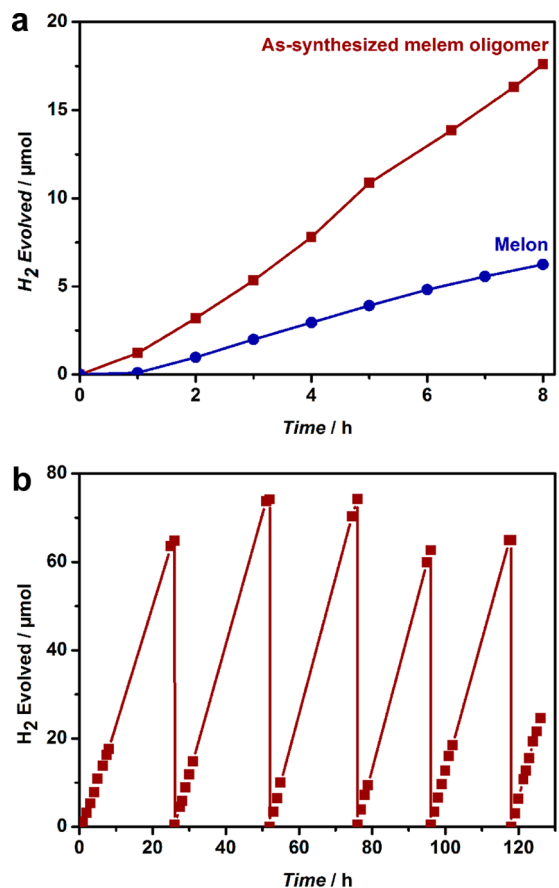 a
20
As-synthesized melem oligomer
15
H2 Evolved / µmol
10
Melon
5
0
0 2 4 6 8
Time / h
b
80
60
H2 Evolved / µmol
40
20
0
0 20 40 60 80 100 120
Time / h